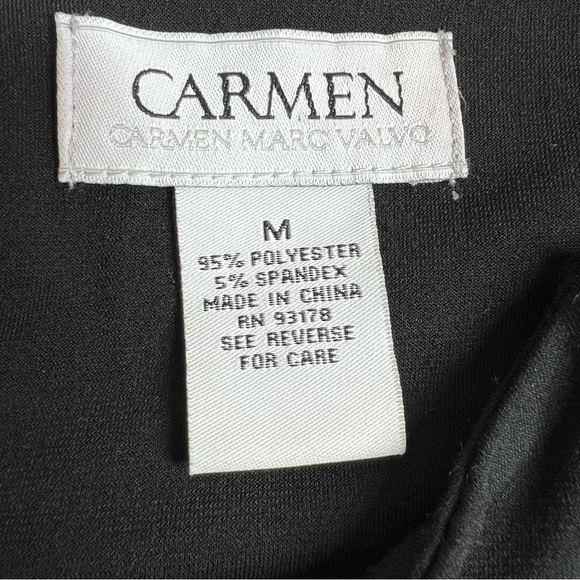 CARMEN
CARMEN MARC VALVO
M
95% POLYESTER
5% SPANDEX
MADE IN CHINA
RN 93178
SEE REVERSE
FOR CARE